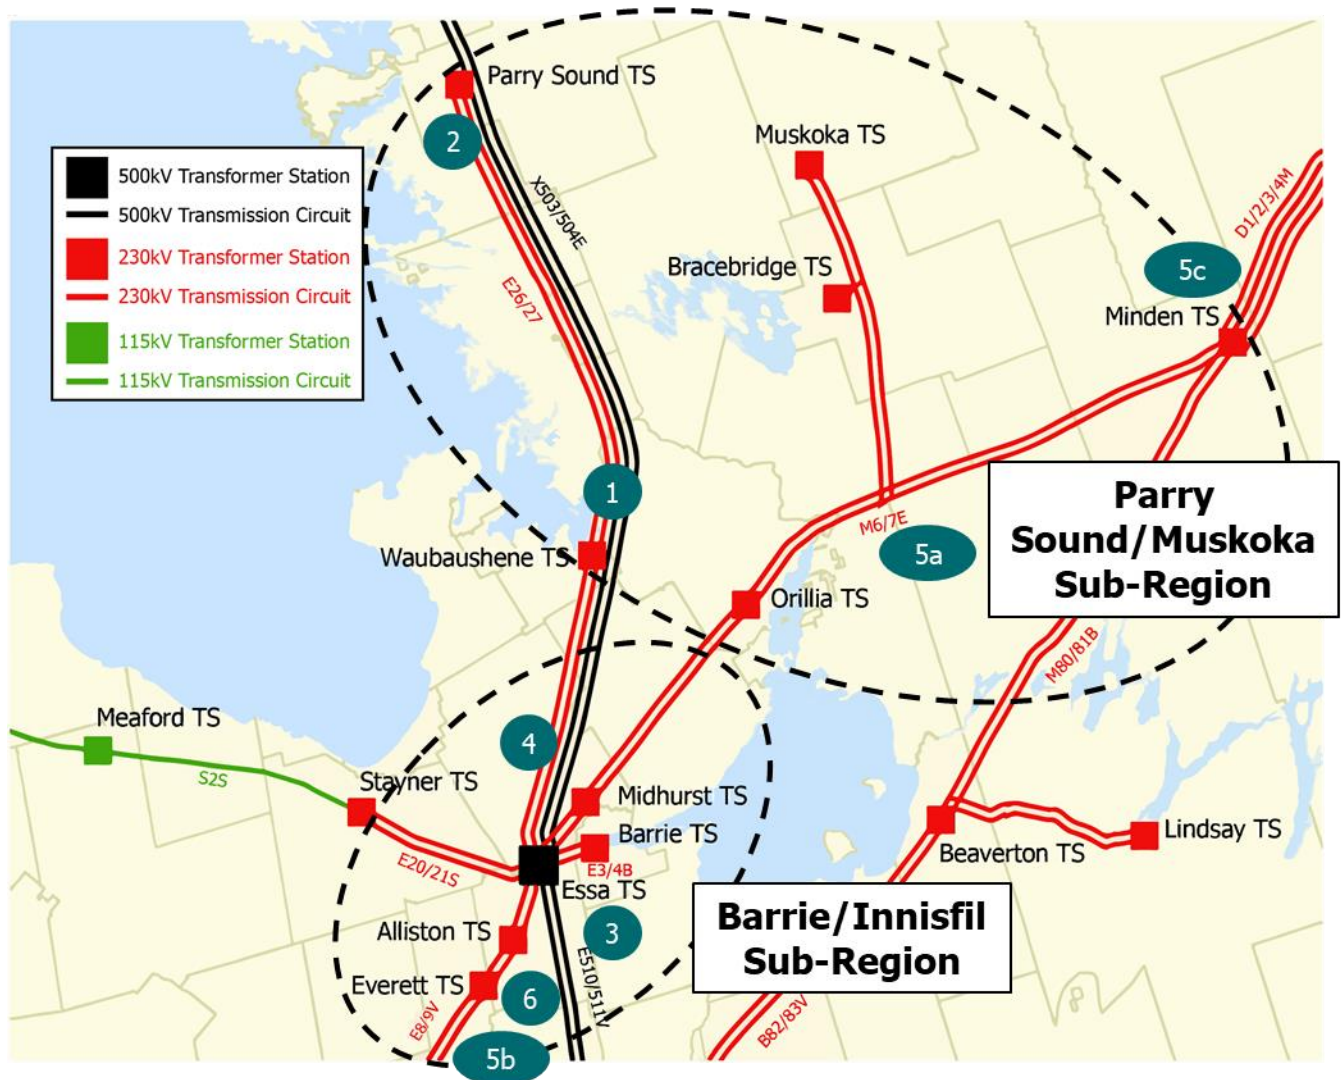 Parry Sound TS
2
Muskoka TS
500kV Transformer Station
500kV Transmission Circuit
230kV Transformer Station
230kV Transmission Circuit
115kV Transformer Station
115kV Transmission Circuit
X503/504E
D1/2/3/4M
Bracebridge TS
5c
E26/27
Minden TS
1
Parry
Sound/Muskoka
Sub-Region
M6/7E
5a
Waubaushene TS
Orillia TS
M80/81B
Meaford TS
4
S2S
Stayner TS
Midhurst TS
Barrie TS
Lindsay TS
Beaverton TS
E20/21S
E3/4B
Essa TS
Barrie/Innisfil
Sub-Region
Alliston TS
3
E510/511V
Everett TS
6
E8/9V
B82/83V
5b